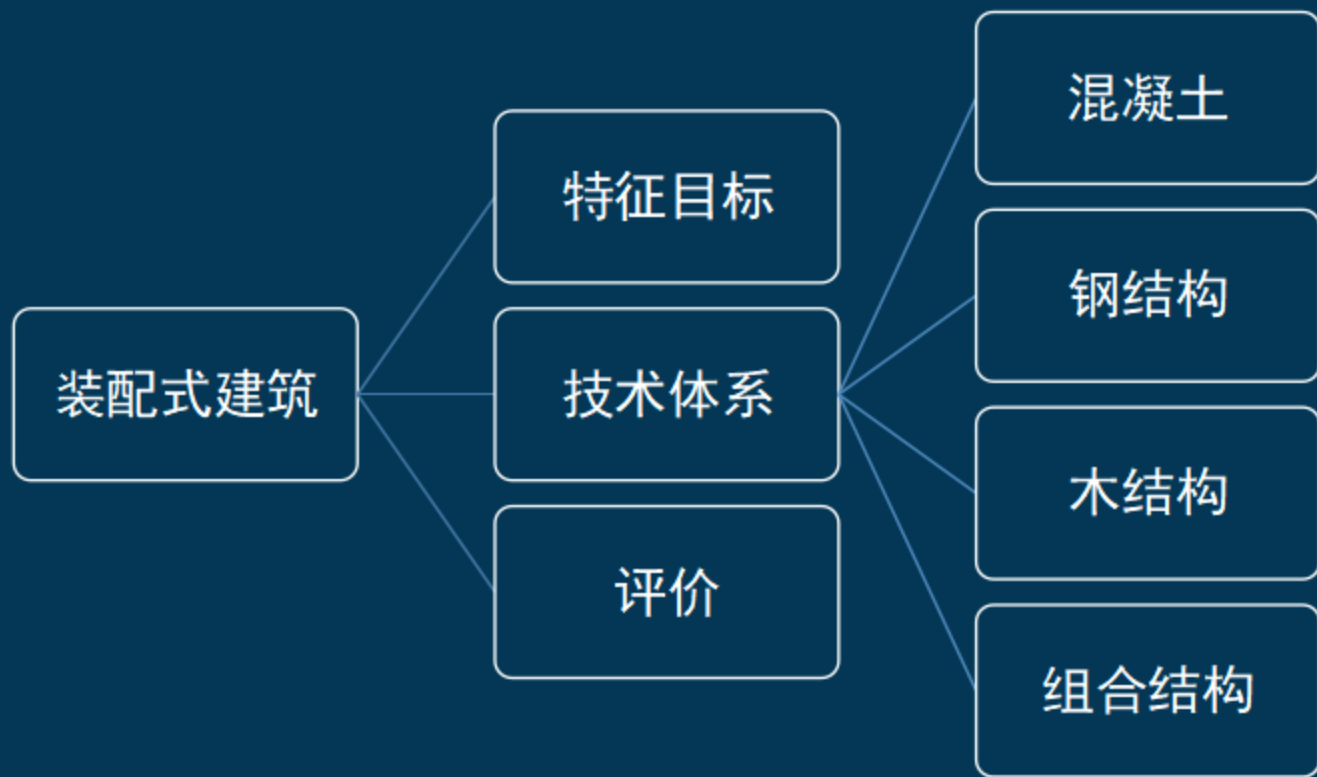 装配式建筑
特征目标
技术体系
评价
混凝土
钢结构
木结构
组合结构